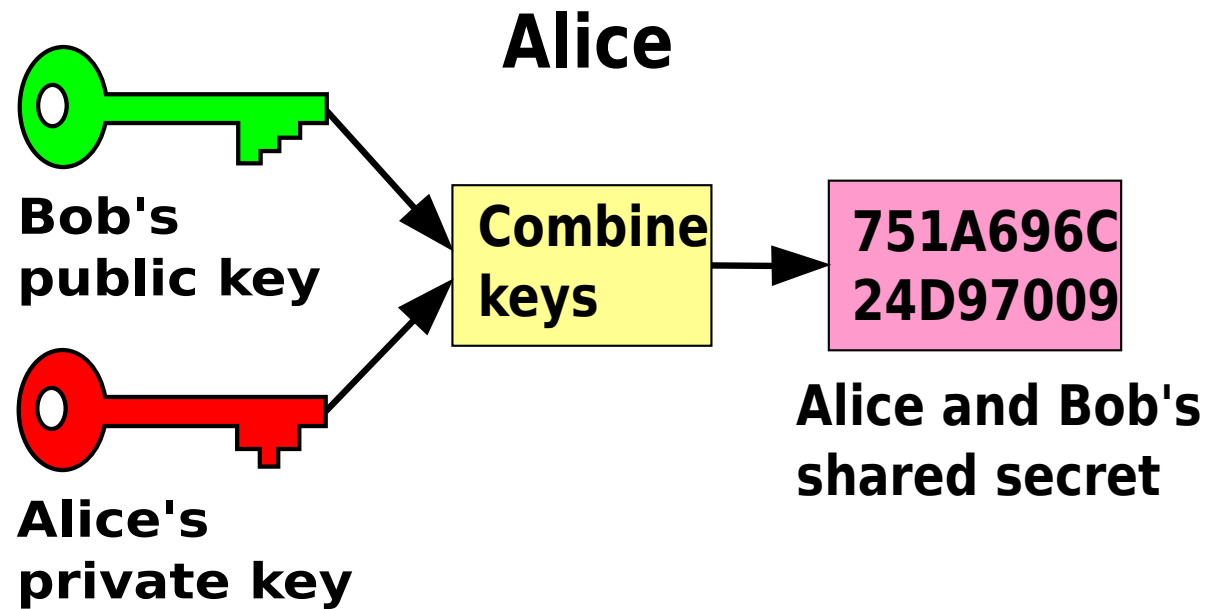 Alice
Bob's
public key
Combine
keys
751A696C
24D97009
Alice and Bob's
shared secret
Alice's
private key